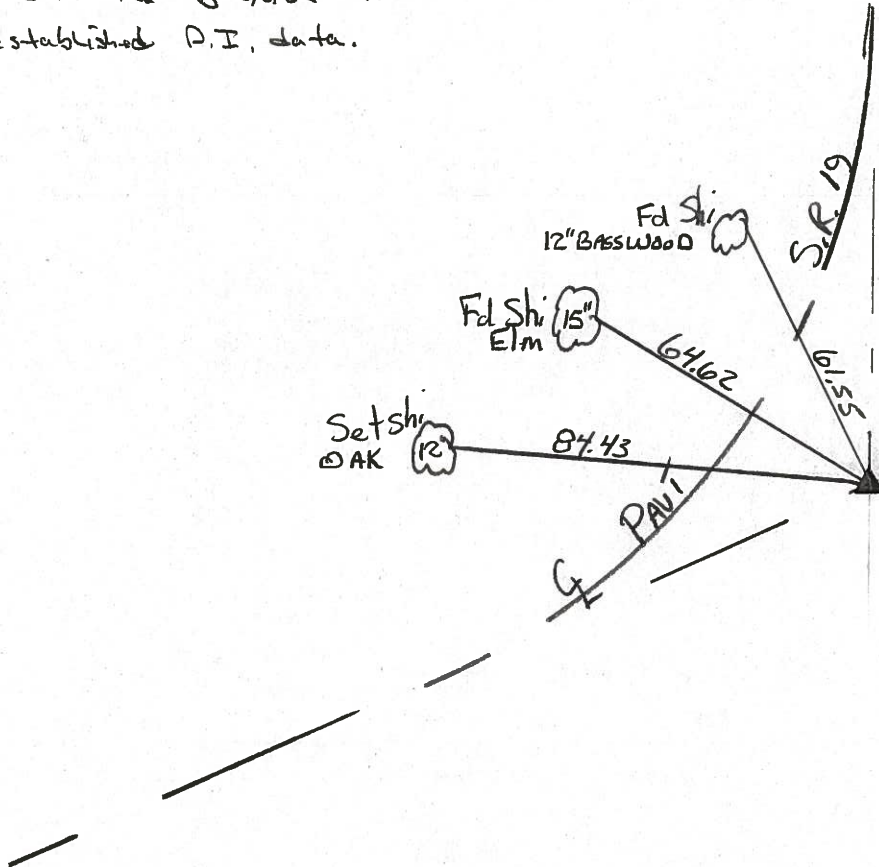 established P.I. data.
Fd Shi
12" BASSWOOD
S.R. 19
Fd Shi
Elm
15"
64.62
61.55
Set shi
OAK
12"
84.43
PAV'T
CL